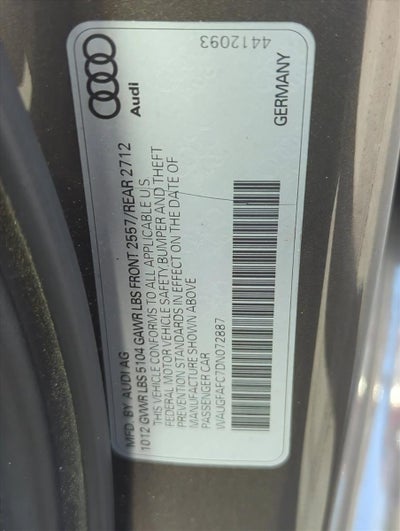 Audi
4412093
MFD. BY AUDI AG
GERMANY
1012 GVWR LBS 5104 GAWR LBS FRONT 2557/REAR 2712
THIS VEHICLE CONFORMS TO ALL APPLICABLE U.S.
FEDERAL MOTOR VEHICLE SAFETY BUMPER AND THEFT
PREVENTION STANDARDS IN EFFECT ON THE DATE OF
MANUFACTURE SHOWN ABOVE
PASSENGER CAR
WAUGFAFC7DN072887